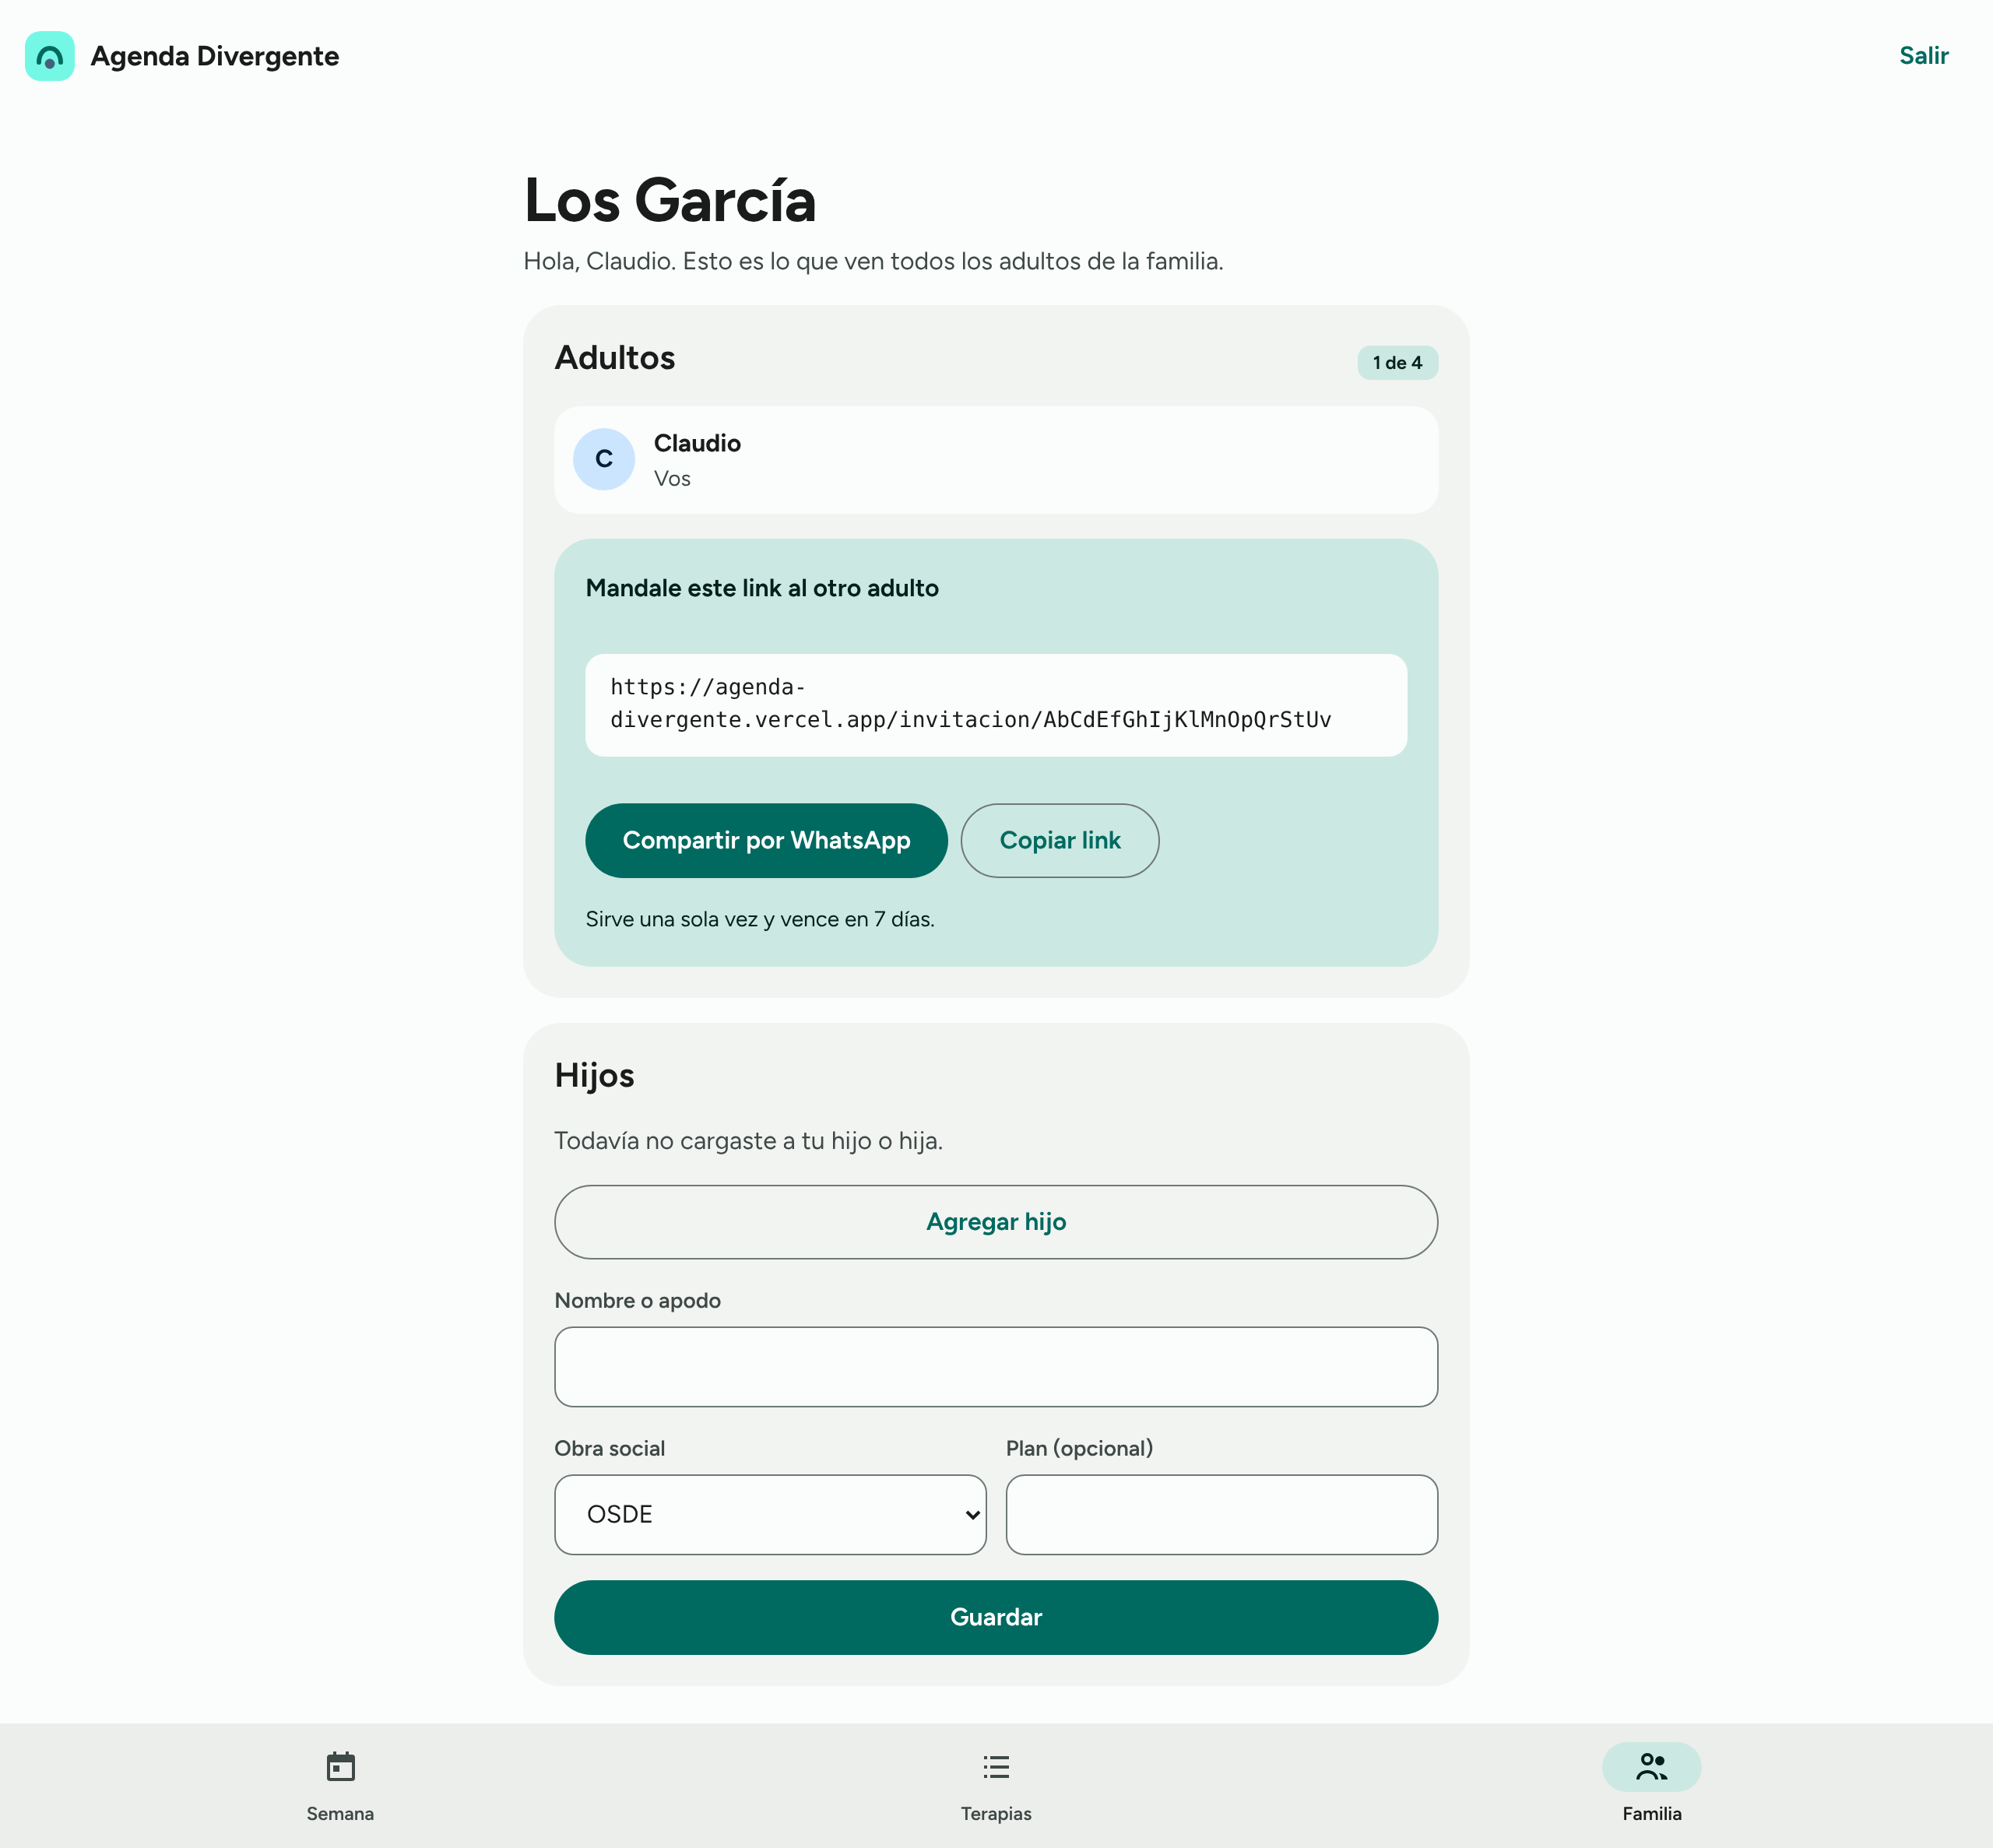 Agenda Divergente
Salir
Los García
Hola, Claudio. Esto es lo que ven todos los adultos de la familia.
Adultos
1 de 4
C
Claudio
Vos
Mandale este link al otro adulto
https://agenda-
divergente.vercel.app/invitacion/AbCdEfGhIjKlMnOpQrStUv
Compartir por WhatsApp
Copiar link
Sirve una sola vez y vence en 7 días.
Hijos
Todavía no cargaste a tu hijo o hija.
Agregar hijo
Nombre o apodo
Obra social
Plan (opcional)
OSDE
Guardar
Semana
Terapias
Familia